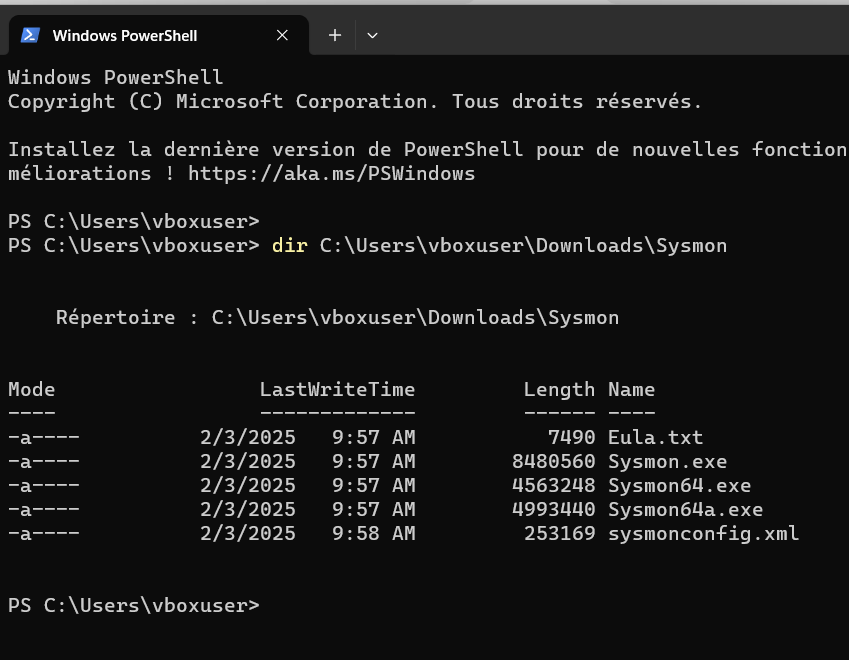 Windows PowerShell
Windows PowerShell
Copyright (C) Microsoft Corporation. Tous droits réservés.
Installez la dernière version de PowerShell pour de nouvelles fonction
méliorations ! https://aka.ms/PSWindows
PS C:\Users\vboxuser>
PS C:\Users\vboxuser> dir C:\Users\vboxuser\Downloads\Sysmon
Répertoire : C:\Users\vboxuser\Downloads\Sysmon
Mode LastWriteTime Length Name
---- ------------- ------ ----
-a---- 2/3/2025 9:57 AM 7490 Eula.txt
-a---- 2/3/2025 9:57 AM 8480560 Sysmon.exe
-a---- 2/3/2025 9:57 AM 4563248 Sysmon64.exe
-a---- 2/3/2025 9:57 AM 4993440 Sysmon64a.exe
-a---- 2/3/2025 9:58 AM 253169 sysmonconfig.xml
PS C:\Users\vboxuser>